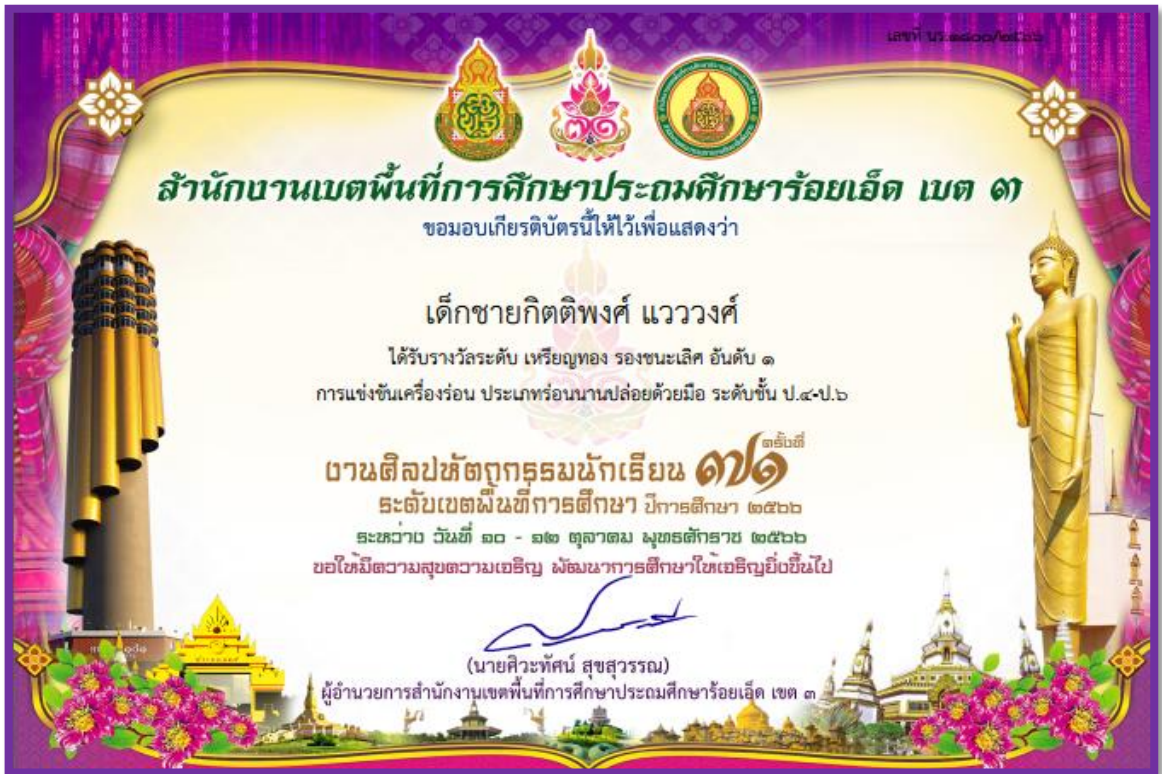 เลขที่ นร.๑๘๐๐/๒๕๖๖
สำนักงานเขตพื้นที่การศึกษาประถมศึกษาร้อยเอ็ด เขต ๓
ขอมอบเกียรติบัตรนี้ให้ไว้เพื่อแสดงว่า
เด็กชายกิตติพงศ์ แวววงศ์
ได้รับรางวัลระดับ เหรียญทอง รองชนะเลิศ อันดับ ๑
การแข่งขันเครื่องร่อน ประเภทร่อนนานปล่อยด้วยมือ ระดับชั้น ป.๔-ป.๖
งานศิลปหัตถกรรมนักเรียน ครั้งที่ ๗๑
ระดับเขตพื้นที่การศึกษา ปีการศึกษา ๒๕๖๖
ระหว่าง วันที่ ๑๐ - ๑๒ ตุลาคม พุทธศักราช ๒๕๖๖
ขอให้มีความสุขความเจริญ พัฒนาการศึกษาให้เจริญยิ่งขึ้นไป
(นายศิวะทัศน์ สุขสุวรรณ)
ผู้อำนวยการสำนักงานเขตพื้นที่การศึกษาประถมศึกษาร้อยเอ็ด เขต ๓